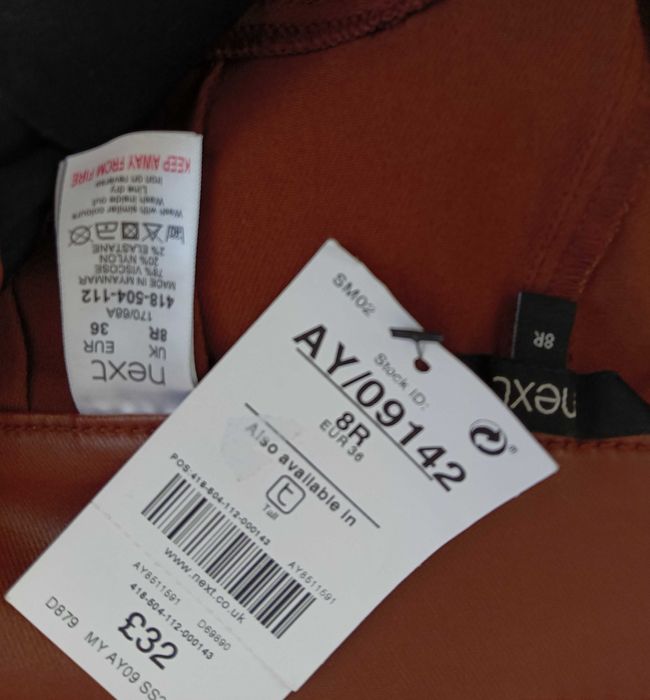 KEEP AWAY FROM FIRE
Iron on reverse
Line dry
Wash inside out
Wash with similar colours
2% ELASTANE
20% NYLON
78% VISCOSE
MADE IN MYANMAR
418-504-112
170/68A
UK EUR
8R 36
next
SM02
Stock ID:
AY/09142
8R
EUR 36
Also available in
t
Tall
POS:418-504-112-000143
AY8511591
www.next.co.uk
AY8511591 D69690
418-504-112-000143
£32
D879 MY AY09
8R
next